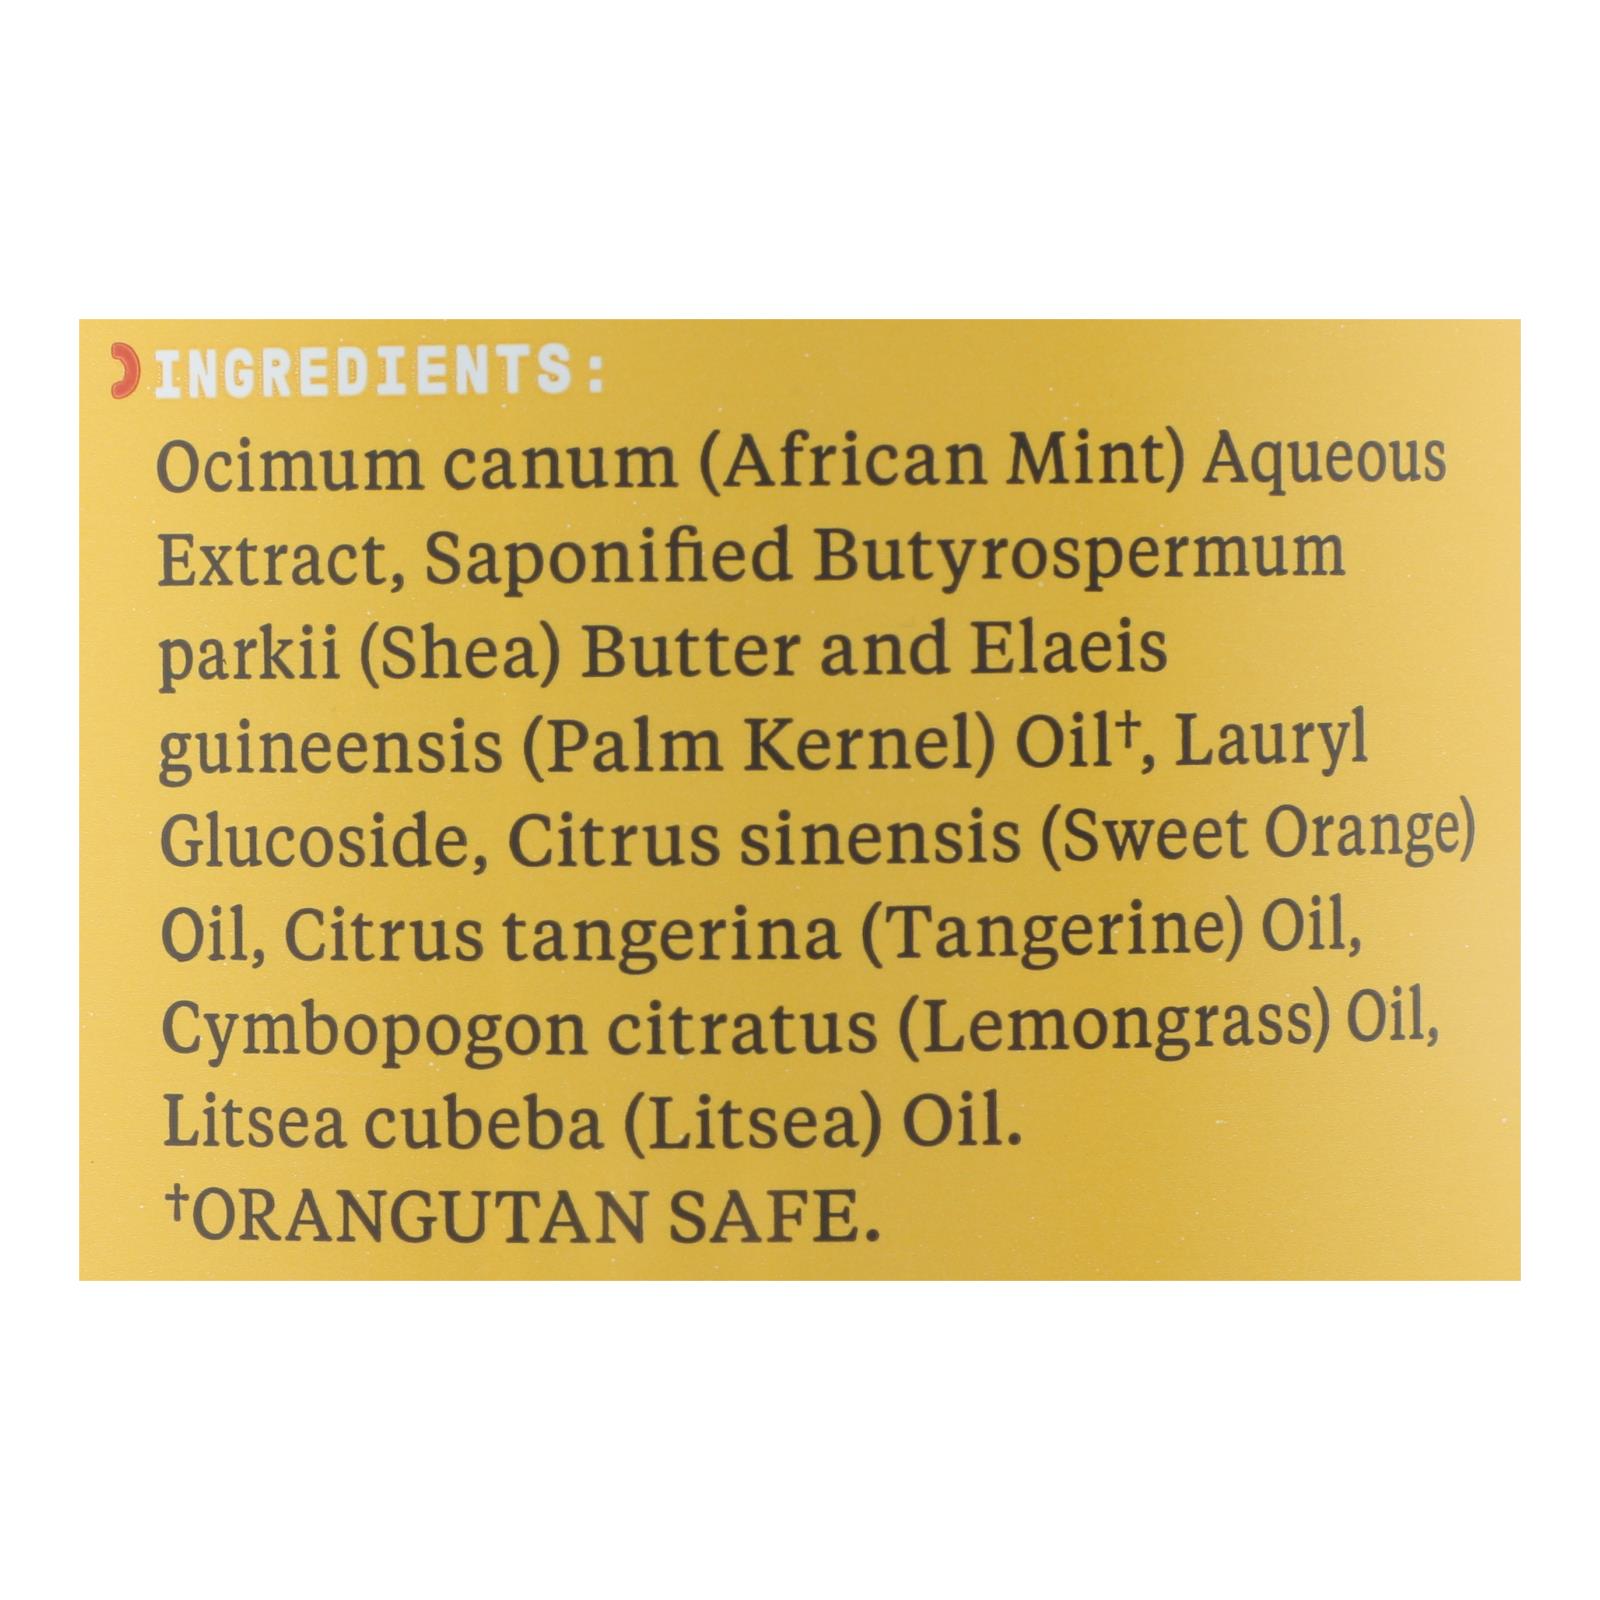 INGREDIENTS:
Ocimum canum (African Mint) Aqueous
Extract, Saponified Butyrospermum
parkii (Shea) Butter and Elaeis
guineensis (Palm Kernel) Oil†, Lauryl
Glucoside, Citrus sinensis (Sweet Orange)
Oil, Citrus tangerina (Tangerine) Oil,
Cymbopogon citratus (Lemongrass) Oil,
Litsea cubeba (Litsea) Oil.
†ORANGUTAN SAFE.